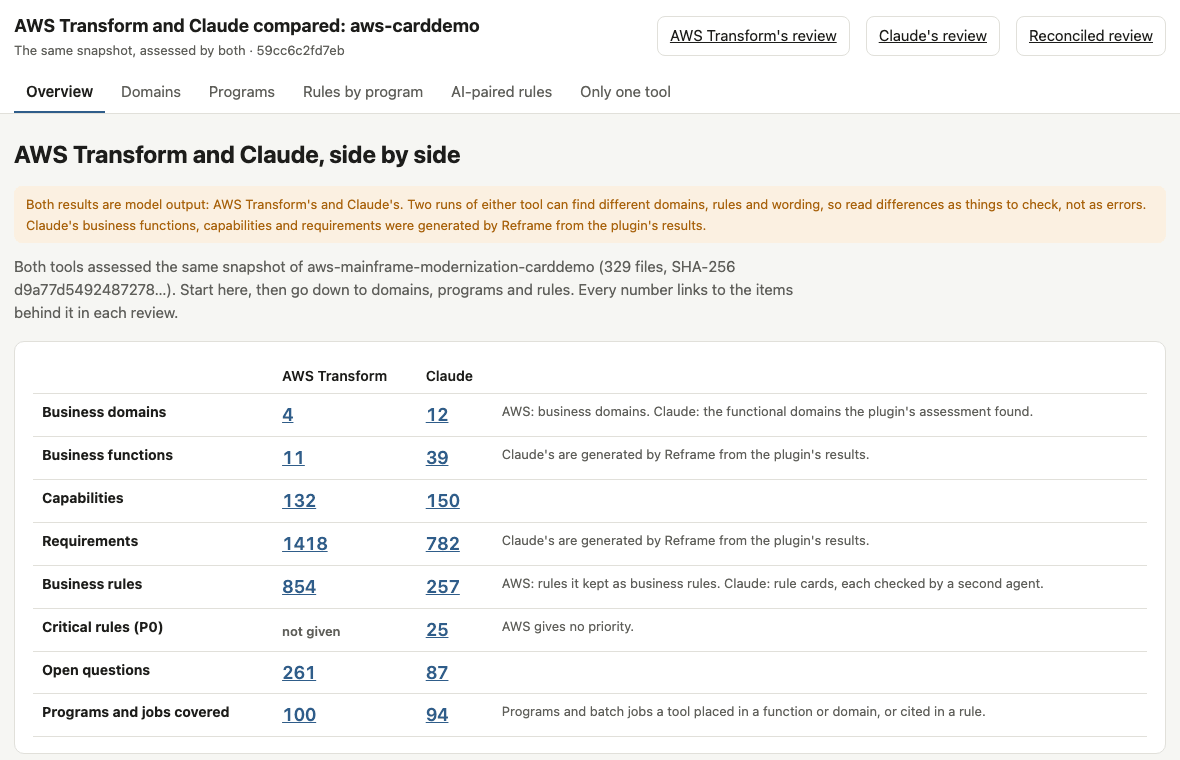 AWS Transform and Claude compared: aws-carddemo
The same snapshot, assessed by both · 59cc6c2fd7eb
AWS Transform's review
Claude's review
Reconciled review
Overview
Domains
Programs
Rules by program
AI-paired rules
Only one tool
AWS Transform and Claude, side by side
Both results are model output: AWS Transform's and Claude's. Two runs of either tool can find different domains, rules and wording, so read differences as things to check, not as errors.
Claude's business functions, capabilities and requirements were generated by Reframe from the plugin's results.
Both tools assessed the same snapshot of aws-mainframe-modernization-carddemo (329 files, SHA-256
d9a77d5492487278…). Start here, then go down to domains, programs and rules. Every number links to the items
behind it in each review.
AWS Transform Claude
Business domains 4 12 AWS: business domains. Claude: the functional domains the plugin's assessment found.
Business functions 11 39 Claude's are generated by Reframe from the plugin's results.
Capabilities 132 150
Requirements 1418 782 Claude's are generated by Reframe from the plugin's results.
Business rules 854 257 AWS: rules it kept as business rules. Claude: rule cards, each checked by a second agent.
Critical rules (P0) not given 25 AWS gives no priority.
Open questions 261 87
Programs and jobs covered 100 94 Programs and batch jobs a tool placed in a function or domain, or cited in a rule.